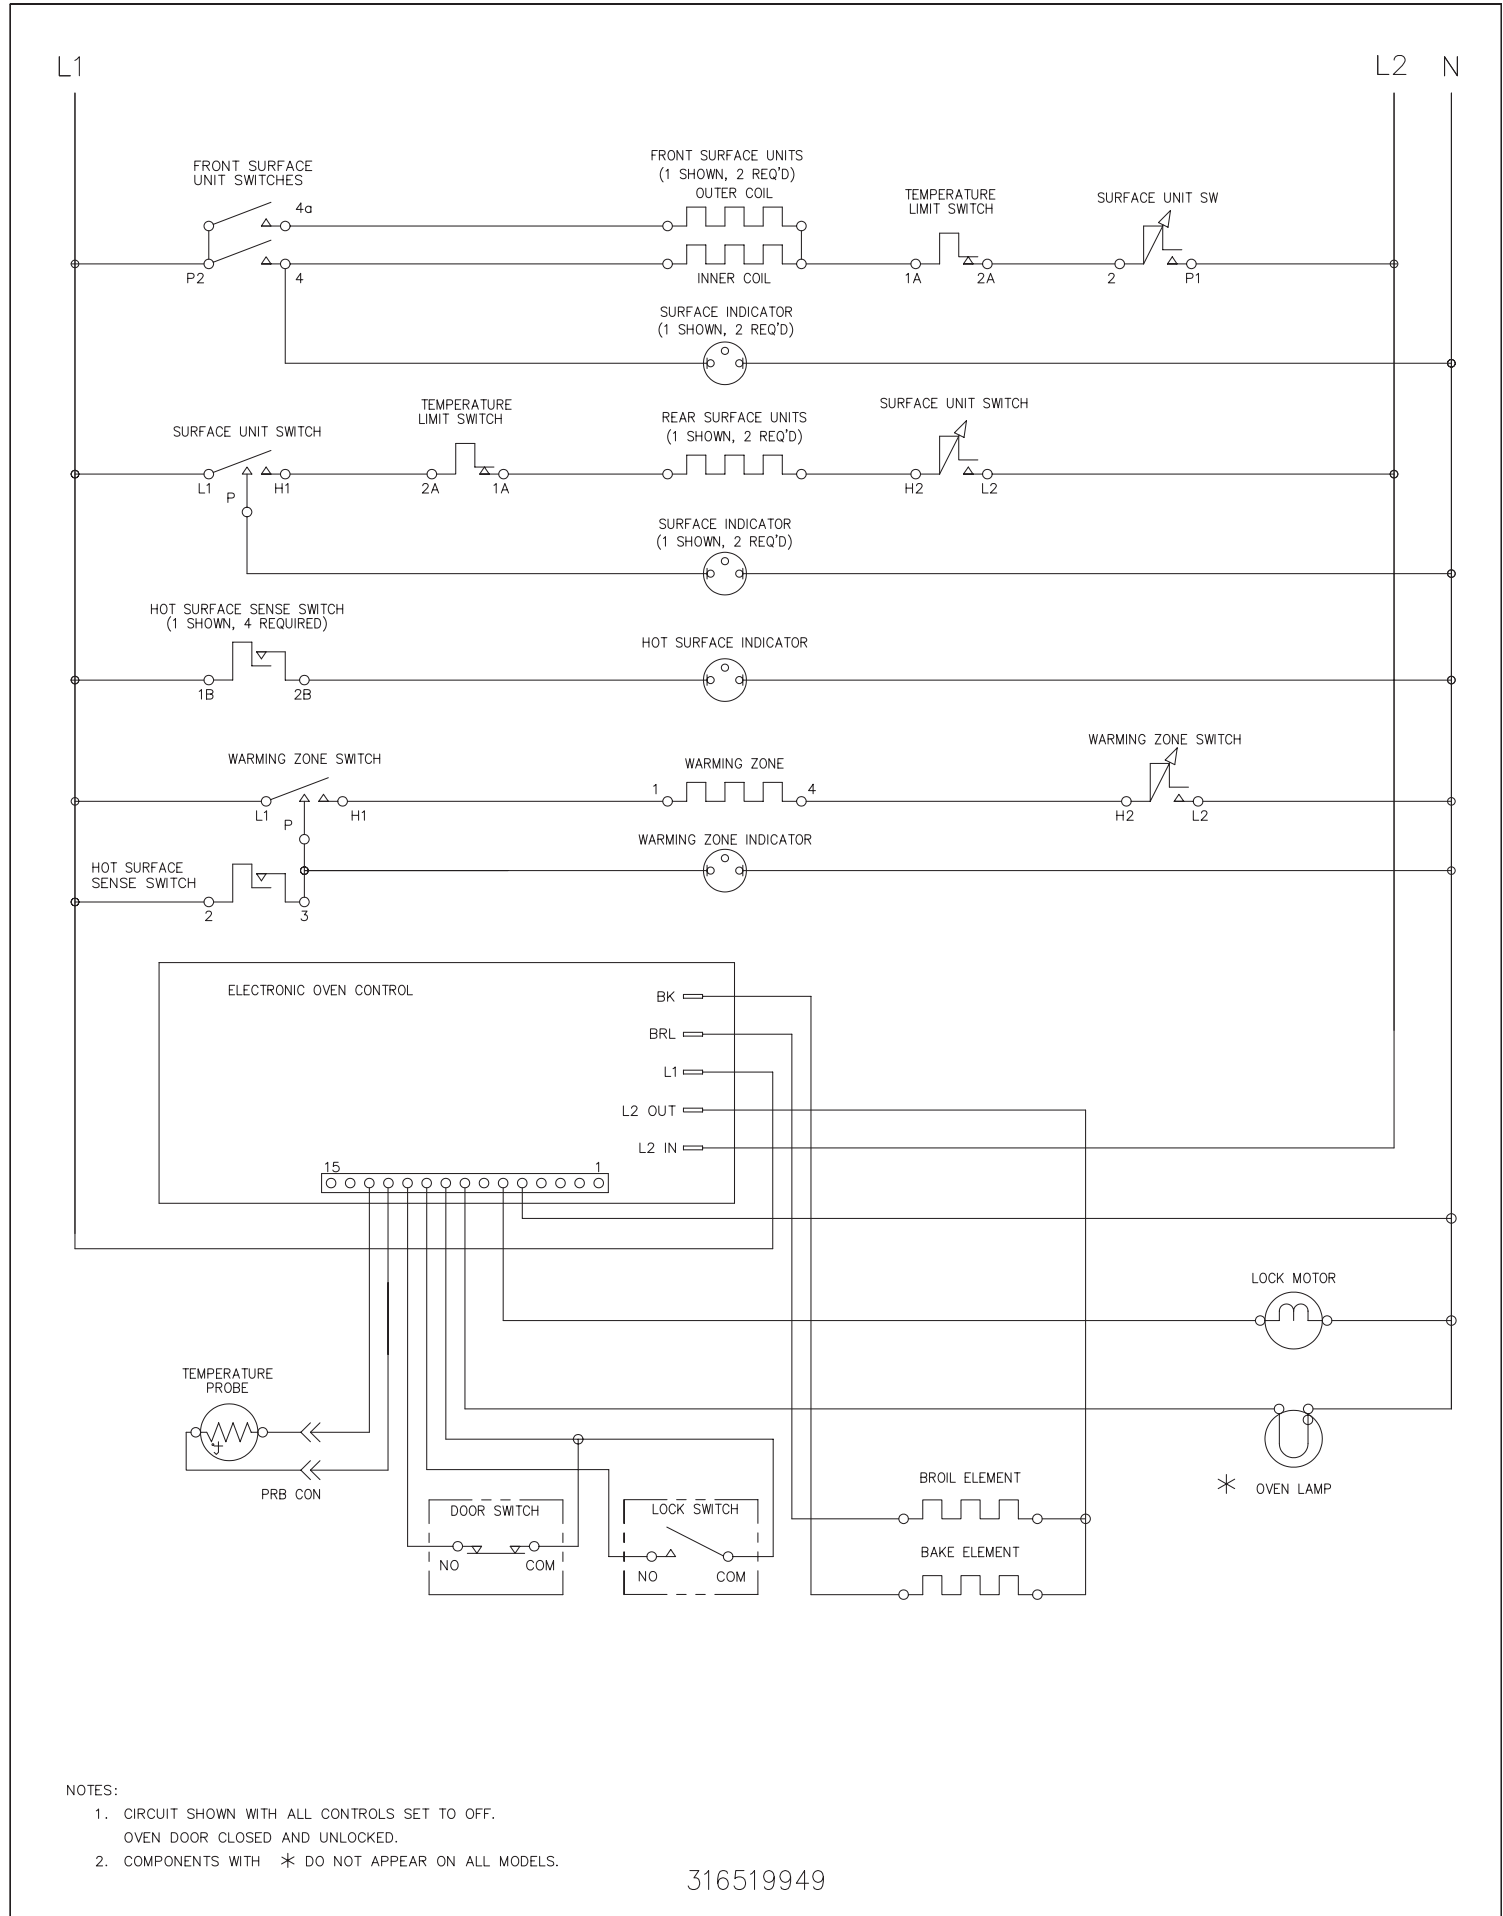 L1
L2 N
FRONT SURFACE
UNIT SWITCHES
4a
P2
4
FRONT SURFACE UNITS
(1 SHOWN, 2 REQ'D)
OUTER COIL
INNER COIL
TEMPERATURE
LIMIT SWITCH
1A
2A
SURFACE UNIT SW
2
P1
SURFACE INDICATOR
(1 SHOWN, 2 REQ'D)
SURFACE UNIT SWITCH
L1
P
H1
TEMPERATURE
LIMIT SWITCH
2A
1A
REAR SURFACE UNITS
(1 SHOWN, 2 REQ'D)
SURFACE UNIT SWITCH
H2
L2
SURFACE INDICATOR
(1 SHOWN, 2 REQ'D)
HOT SURFACE SENSE SWITCH
(1 SHOWN, 4 REQUIRED)
1B
2B
HOT SURFACE INDICATOR
WARMING ZONE SWITCH
L1
P
H1
WARMING ZONE
1
4
WARMING ZONE SWITCH
H2
L2
WARMING ZONE INDICATOR
HOT SURFACE
SENSE SWITCH
2
3
ELECTRONIC OVEN CONTROL
BK
BRL
L1
L2 OUT
L2 IN
15
1
LOCK MOTOR
TEMPERATURE
PROBE
t
PRB CON
DOOR SWITCH
NO
COM
LOCK SWITCH
NO
COM
BROIL ELEMENT
BAKE ELEMENT
* OVEN LAMP
NOTES:
1. CIRCUIT SHOWN WITH ALL CONTROLS SET TO OFF.
OVEN DOOR CLOSED AND UNLOCKED.
2. COMPONENTS WITH * DO NOT APPEAR ON ALL MODELS.
316519949